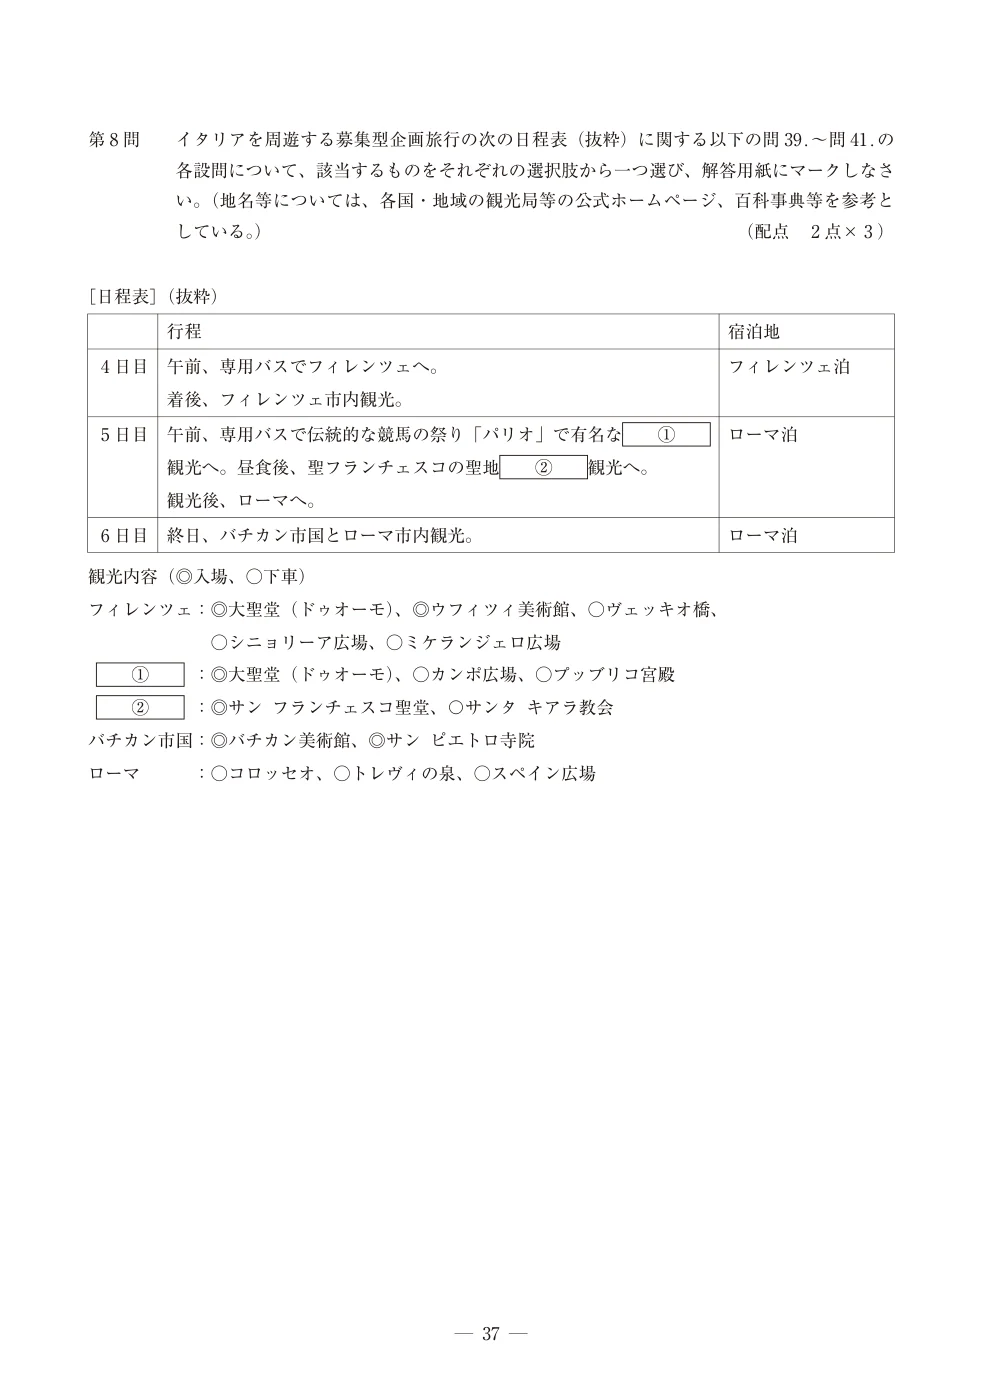 第8問　イタリアを周遊する募集型企画旅行の次の日程表（抜粋）に関する以下の問39.～問41.の
各設問について、該当するものをそれぞれの選択肢から一つ選び、解答用紙にマークしなさ
い。（地名等については、各国・地域の観光局等の公式ホームページ、百科事典等を参考と
している。）　（配点　2点×3）
［日程表］（抜粋）
行程　宿泊地
4日目　午前、専用バスでフィレンツェへ。　フィレンツェ泊
着後、フィレンツェ市内観光。
5日目　午前、専用バスで伝統的な競馬の祭り「パリオ」で有名な ① 　ローマ泊
観光へ。昼食後、聖フランチェスコの聖地 ② 観光へ。
観光後、ローマへ。
6日目　終日、バチカン市国とローマ市内観光。　ローマ泊
観光内容（◎入場、○下車）
フィレンツェ：◎大聖堂（ドゥオーモ）、◎ウフィツィ美術館、○ヴェッキオ橋、
○シニョリーア広場、○ミケランジェロ広場
①　：◎大聖堂（ドゥオーモ）、○カンポ広場、○プッブリコ宮殿
②　：◎サン フランチェスコ聖堂、○サンタ キアラ教会
バチカン市国：◎バチカン美術館、◎サン ピエトロ寺院
ローマ　：○コロッセオ、○トレヴィの泉、○スペイン広場
— 37 —